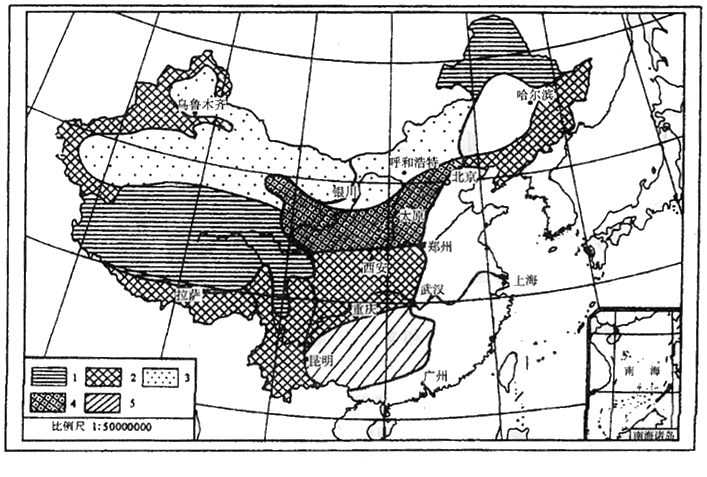 哈尔滨
乌鲁木齐
呼和浩特
北京
银川
太原
郑州
西安
武汉
上海
拉萨
重庆
昆明
广州
1 2 3
4 5
比例尺 1:50000000
南 海
南海诸岛